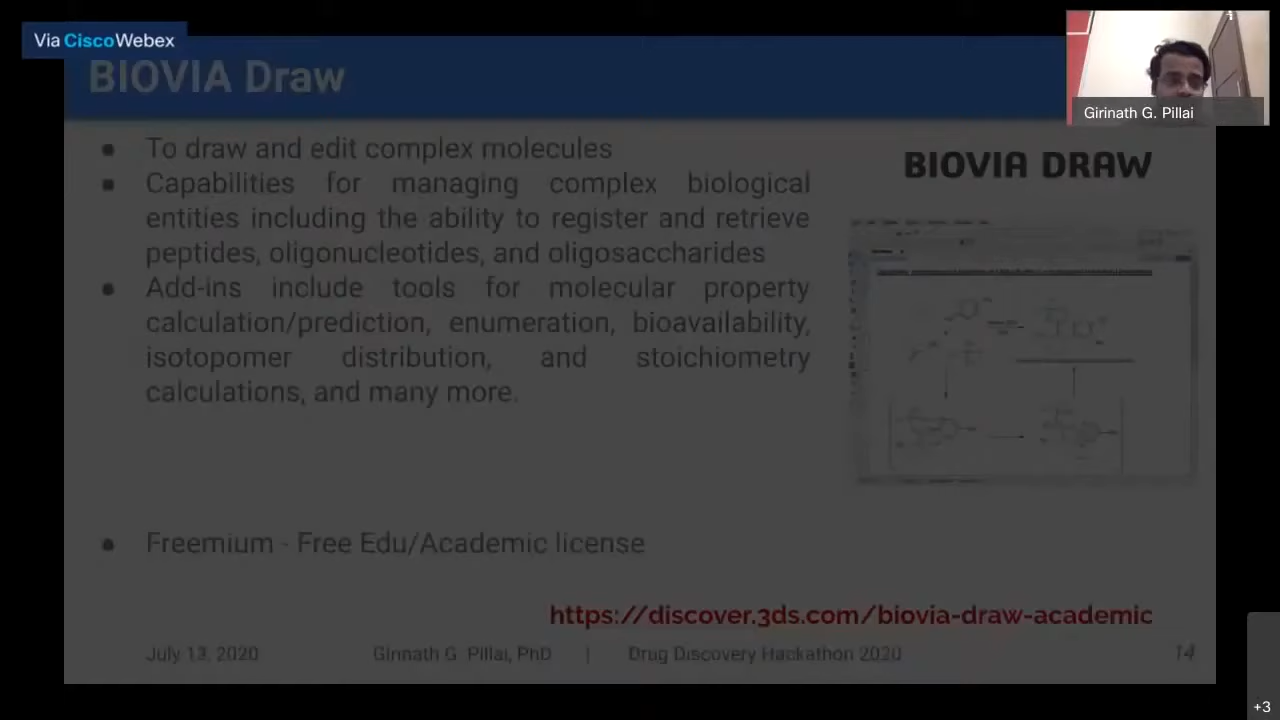 Via CiscoWebex
BIOVIA Draw
Girinath G. Pillai
● To draw and edit complex molecules
■ Capabilities for managing complex biological
entities including the ability to register and retrieve
peptides, oligonucleotides, and oligosaccharides
● Add-ins include tools for molecular property
calculation/prediction, enumeration, bioavailability,
isotopomer distribution, and stoichiometry
calculations, and many more.
BIOVIA DRAW
● Freemium - Free Edu/Academic license
https://discover.3ds.com/biovia-draw-academic
July 13, 2020 Girinath G. Pillai, PhD | Drug Discovery Hackathon 2020 14
+3